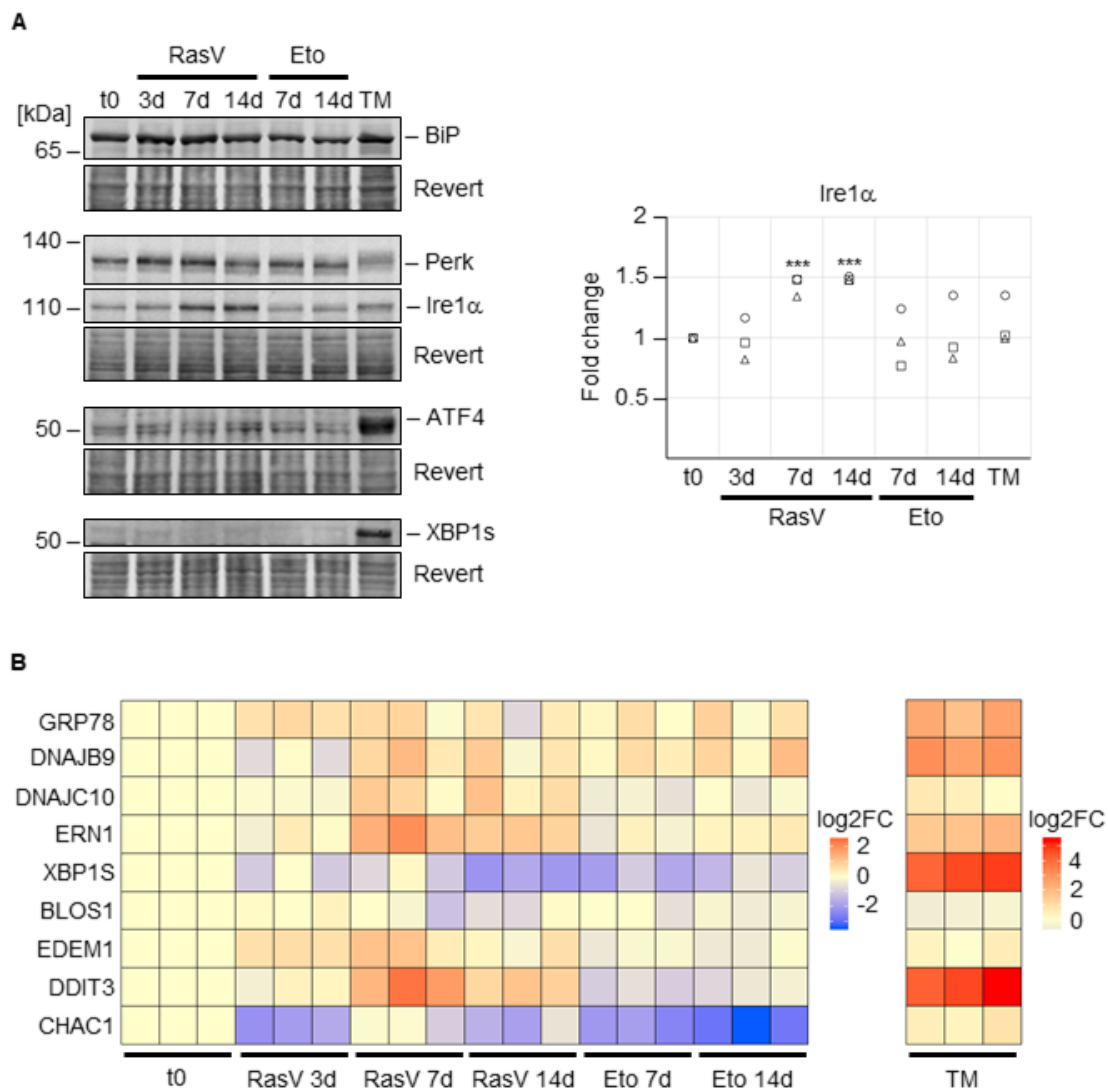 A
RasV Eto
[kDa] t0 3d 7d 14d 7d 14d TM
65 – – BiP
Revert
140 –
– Perk
110 – – Ire1α
Revert
50 – – ATF4
Revert
50 – – XBP1s
Revert
Ire1α
2
1.5
1
0.5
Fold change
*** ***
t0 3d 7d 14d 7d 14d TM
RasV Eto
B
GRP78
DNAJB9
DNAJC10
ERN1
XBP1S
BLOS1
EDEM1
DDIT3
CHAC1
t0 RasV 3d RasV 7d RasV 14d Eto 7d Eto 14d TM
log2FC
2
0
-2
log2FC
4
2
0